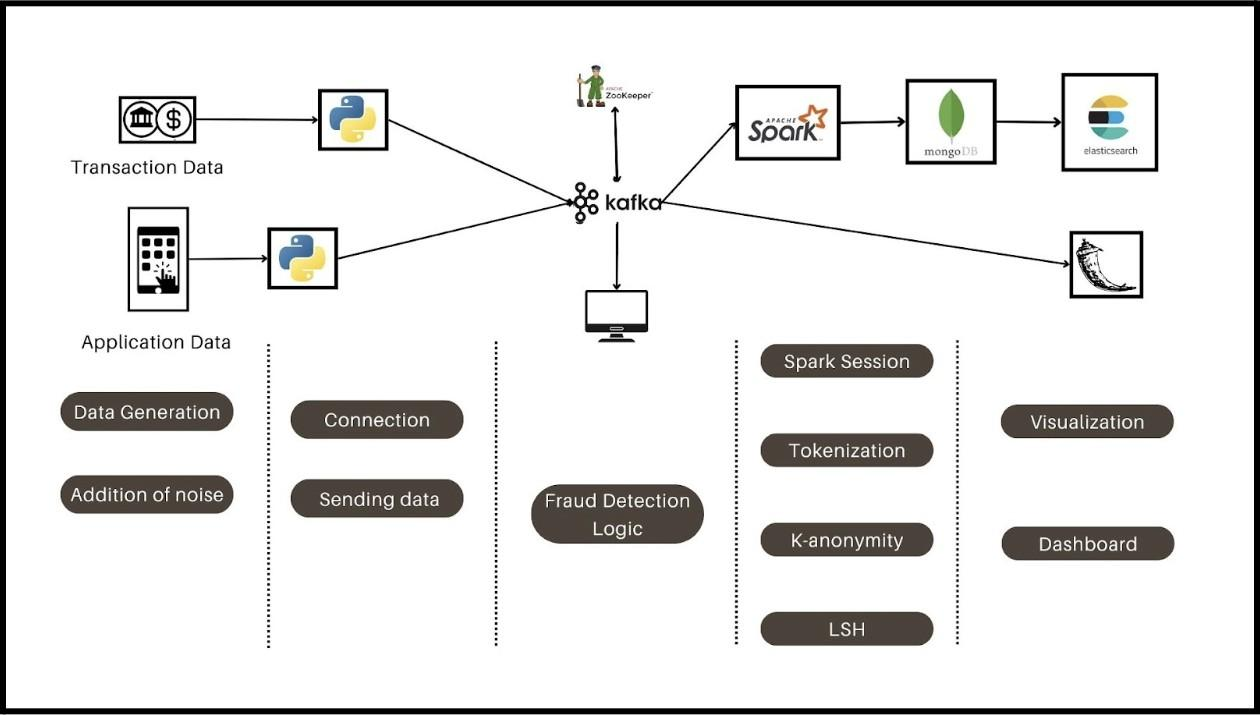 APACHE
ZooKeeper
APACHE
Spark
mongoDB
elasticsearch
Transaction Data
kafka
Application Data
Data Generation
Addition of noise
Connection
Sending data
Fraud Detection
Logic
Spark Session
Tokenization
K-anonymity
LSH
Visualization
Dashboard